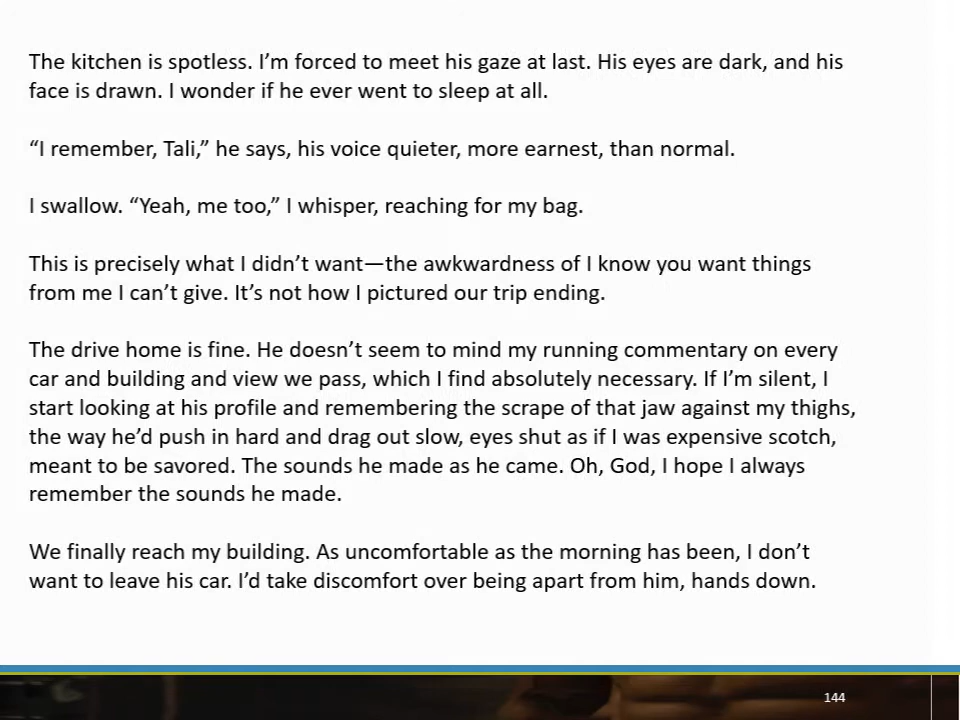 The kitchen is spotless. I’m forced to meet his gaze at last. His eyes are dark, and his
face is drawn. I wonder if he ever went to sleep at all.
“I remember, Tali,” he says, his voice quieter, more earnest, than normal.
I swallow. “Yeah, me too,” I whisper, reaching for my bag.
This is precisely what I didn’t want—the awkwardness of I know you want things
from me I can’t give. It’s not how I pictured our trip ending.
The drive home is fine. He doesn’t seem to mind my running commentary on every
car and building and view we pass, which I find absolutely necessary. If I’m silent, I
start looking at his profile and remembering the scrape of that jaw against my thighs,
the way he’d push in hard and drag out slow, eyes shut as if I was expensive scotch,
meant to be savored. The sounds he made as he came. Oh, God, I hope I always
remember the sounds he made.
We finally reach my building. As uncomfortable as the morning has been, I don’t
want to leave his car. I’d take discomfort over being apart from him, hands down.
144